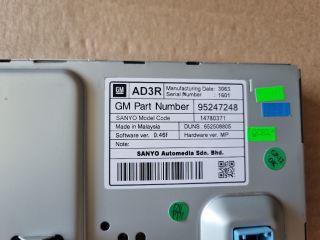 GM AD3R Manufacturing Date: 3063
Serial Number : 1601
GM Part Number 95247248
SANYO Model Code 14780371
Made in Malaysia DUNS : 652508805
Software ver. 0.46f Hardware ver. MP
Note:
SANYO Automedia Sdn. Bhd.